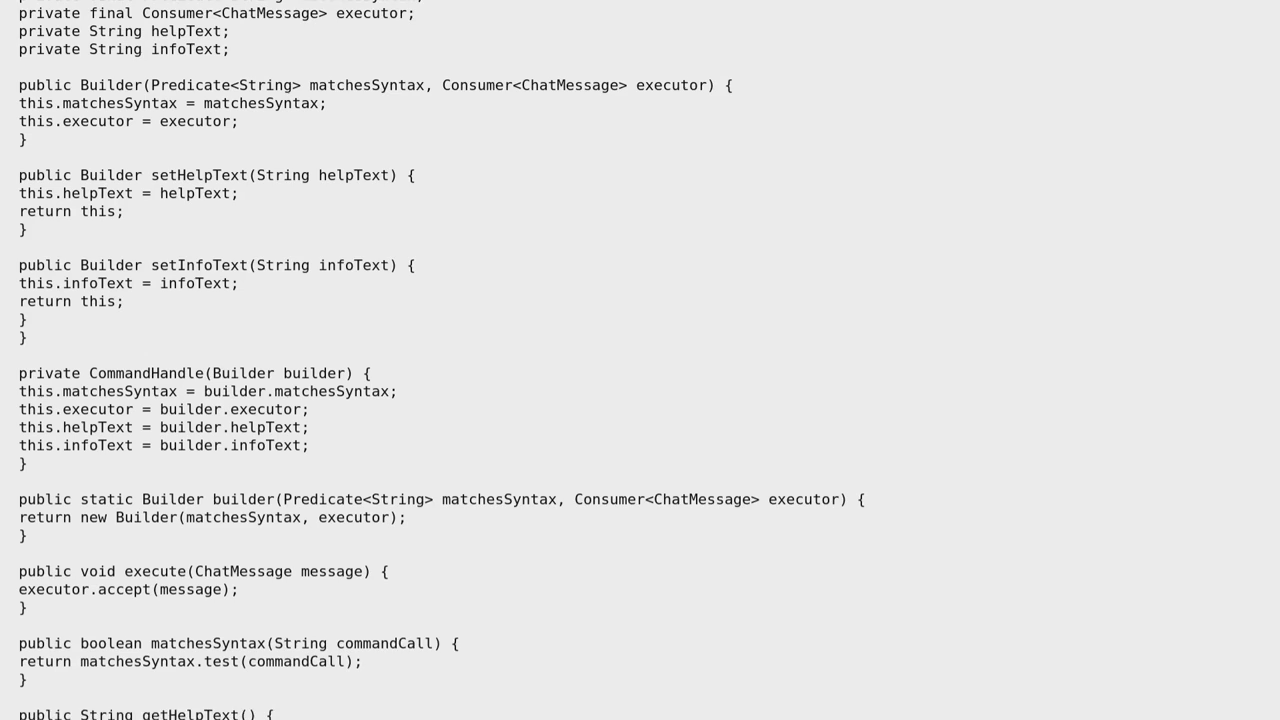 private final Consumer<ChatMessage> executor;
private String helpText;
private String infoText;

public Builder(Predicate<String> matchesSyntax, Consumer<ChatMessage> executor) {
this.matchesSyntax = matchesSyntax;
this.executor = executor;
}

public Builder setHelpText(String helpText) {
this.helpText = helpText;
return this;
}

public Builder setInfoText(String infoText) {
this.infoText = infoText;
return this;
}
}

private CommandHandle(Builder builder) {
this.matchesSyntax = builder.matchesSyntax;
this.executor = builder.executor;
this.helpText = builder.helpText;
this.infoText = builder.infoText;
}

public static Builder builder(Predicate<String> matchesSyntax, Consumer<ChatMessage> executor) {
return new Builder(matchesSyntax, executor);
}

public void execute(ChatMessage message) {
executor.accept(message);
}

public boolean matchesSyntax(String commandCall) {
return matchesSyntax.test(commandCall);
}

public String getHelpText() {